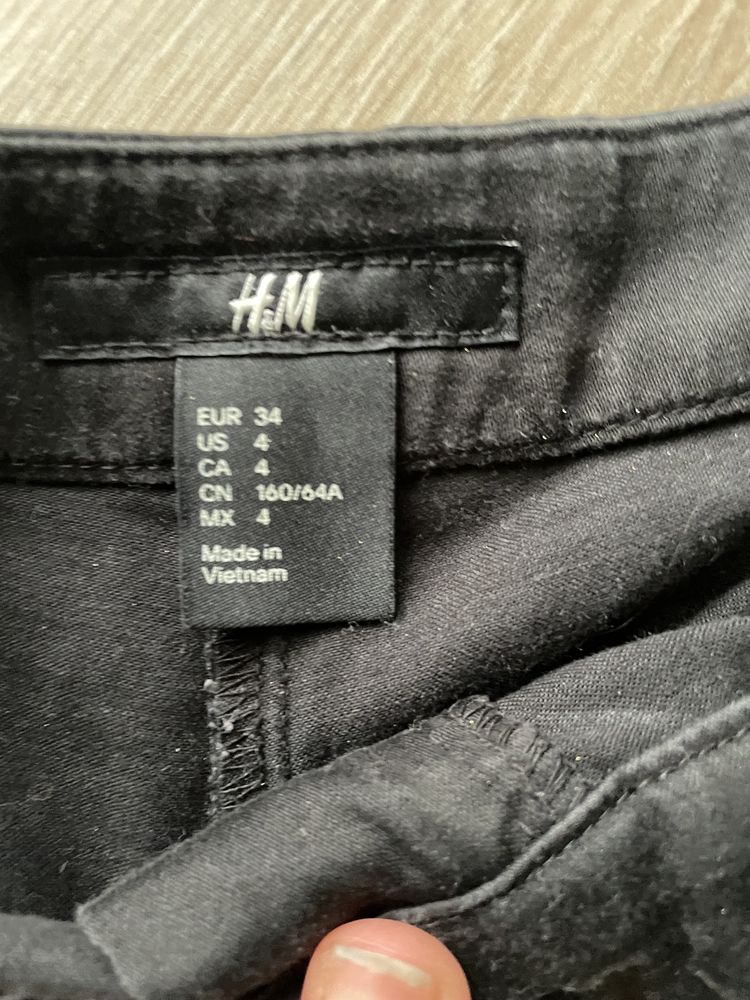 H&M
EUR 34
US 4
CA 4
CN 160/64A
MX 4
Made in
Vietnam